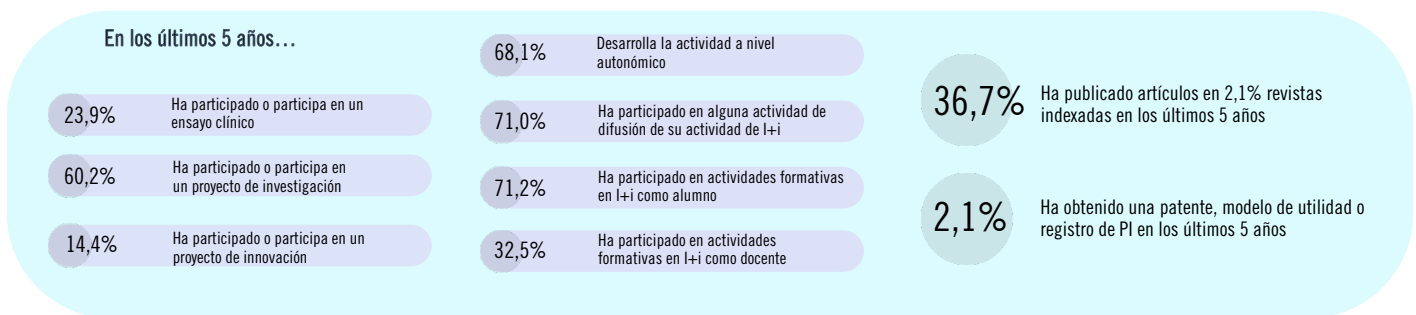 En los últimos 5 años...
23,9%
Ha participado o participa en un
ensayo clínico
60,2%
Ha participado o participa en
un proyecto de investigación
14,4%
Ha participado o participa en un
proyecto de innovación
68,1%
Desarrolla la actividad a nivel
autonómico
71,0%
Ha participado en alguna actividad de
difusión de su actividad de I+i
71,2%
Ha participado en actividades formativas
en I+i como alumno
32,5%
Ha participado en actividades
formativas en I+i como docente
36,7%
Ha publicado artículos en 2,1% revistas
indexadas en los últimos 5 años
2,1%
Ha obtenido una patente, modelo de utilidad o
registro de PI en los últimos 5 años